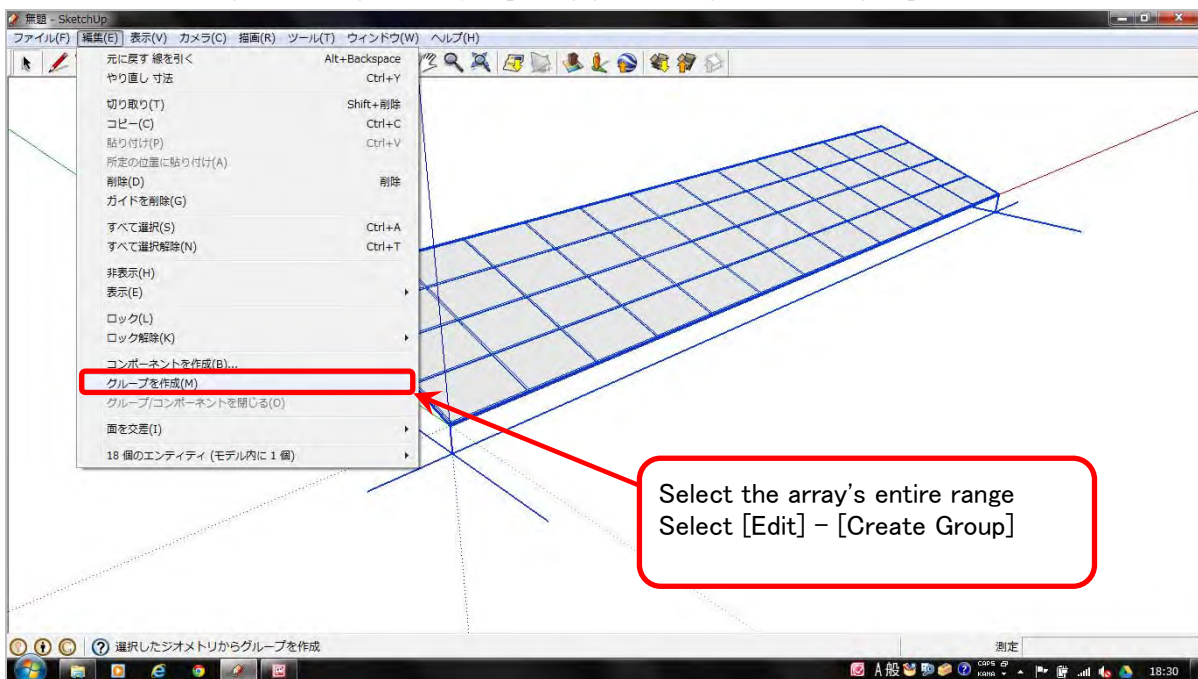 無題 - SketchUp
ファイル(F) 編集(E) 表示(V) カメラ(C) 描画(R) ツール(T) ウィンドウ(W) ヘルプ(H)
元に戻す 線を引く Alt+Backspace
やり直し 寸法 Ctrl+Y
切り取り(T) Shift+削除
コピー(C) Ctrl+C
貼り付け(P) Ctrl+V
所定の位置に貼り付け(A)
削除(D) 削除
ガイドを削除(G)
すべて選択(S) Ctrl+A
すべて選択解除(N) Ctrl+T
非表示(H)
表示(E)
ロック(L)
ロック解除(K)
コンポーネントを作成(B)...
グループを作成(M)
グループ/コンポーネントを閉じる(O)
面を交差(I)
18 個のエンティティ (モデル内に 1 個)
Select the array's entire range
Select [Edit] - [Create Group]
選択したジオメトリからグループを作成
測定
A 般
CAPS
KANA
18:30